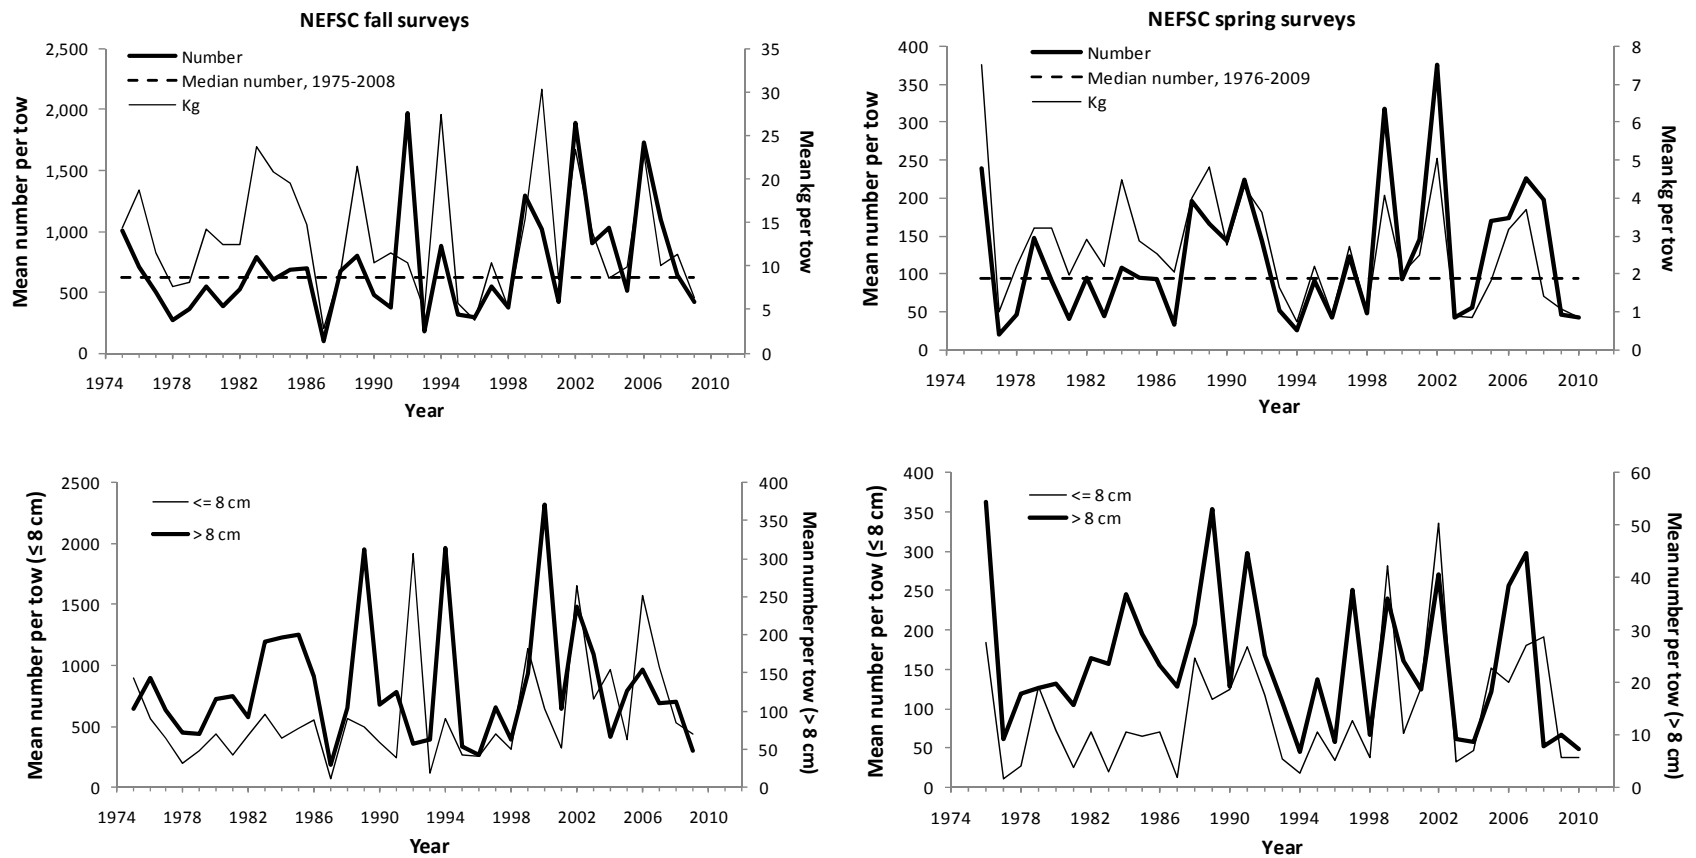 NEFSC fall surveys
Mean number per tow
2,500
2,000
1,500
1,000
500
0
Number
Median number, 1975-2008
Kg
35
30
25
20
15
10
5
0
Mean kg per tow
1974 1978 1982 1986 1990 1994 1998 2002 2006 2010
Year
NEFSC spring surveys
Mean number per tow
400
350
300
250
200
150
100
50
0
Number
Median number, 1976-2009
Kg
8
7
6
5
4
3
2
1
0
Mean kg per tow
1974 1978 1982 1986 1990 1994 1998 2002 2006 2010
Year
Mean number per tow (≤ 8 cm)
2500
2000
1500
1000
500
0
<= 8 cm
> 8 cm
400
350
300
250
200
150
100
50
0
Mean number per tow (> 8 cm)
1974 1978 1982 1986 1990 1994 1998 2002 2006 2010
Year
Mean number per tow (≤ 8 cm)
400
350
300
250
200
150
100
50
0
<= 8 cm
> 8 cm
60
50
40
30
20
10
0
Mean number per tow (> 8 cm)
1974 1978 1982 1986 1990 1994 1998 2002 2006 2010
Year